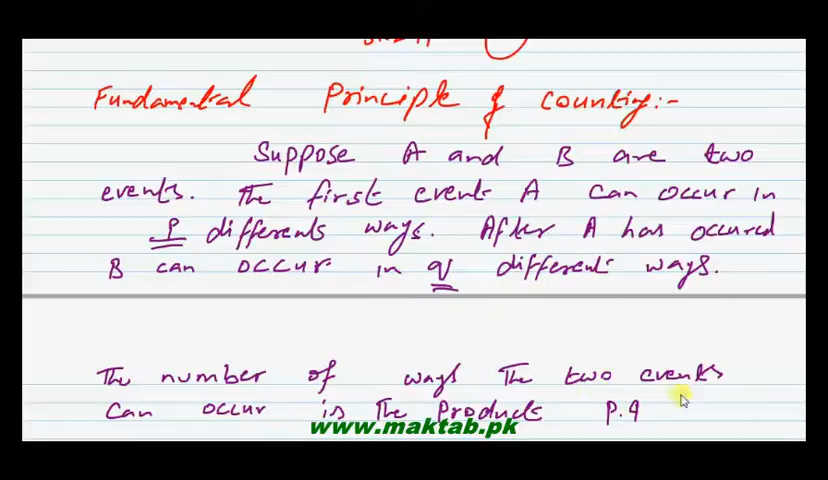 Fundamental Principle of counting:-
Suppose A and B are two
events. The first event A can occur in
P differents ways. After A has occured
B can occur in q different ways.
The number of ways the two events
can occur is the product p.q
www.maktab.pk